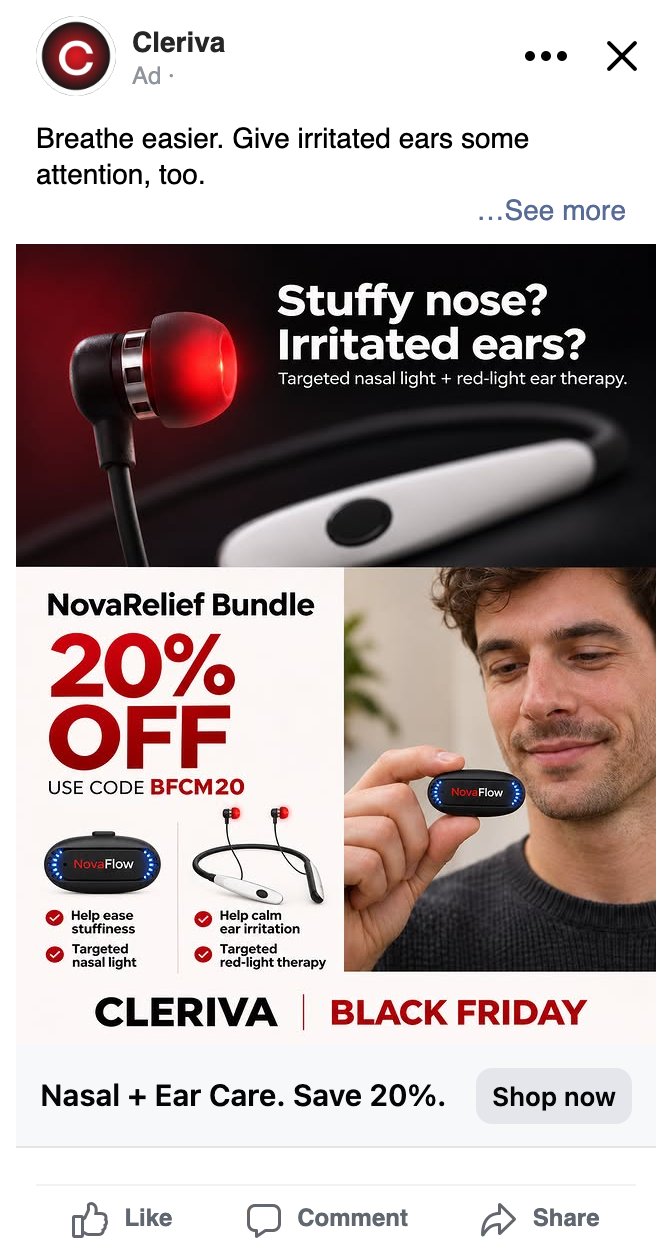 C
Cleriva
Ad ·
Breathe easier. Give irritated ears some
attention, too.
...See more
Stuffy nose?
Irritated ears?
Targeted nasal light + red-light ear therapy.
NovaRelief Bundle
20%
OFF
USE CODE BFCM20
NovaFlow
Help ease
stuffiness
Targeted
nasal light
Help calm
ear irritation
Targeted
red-light therapy
NovaFlow
CLERIVA | BLACK FRIDAY
Nasal + Ear Care. Save 20%.
Shop now
Like
Comment
Share